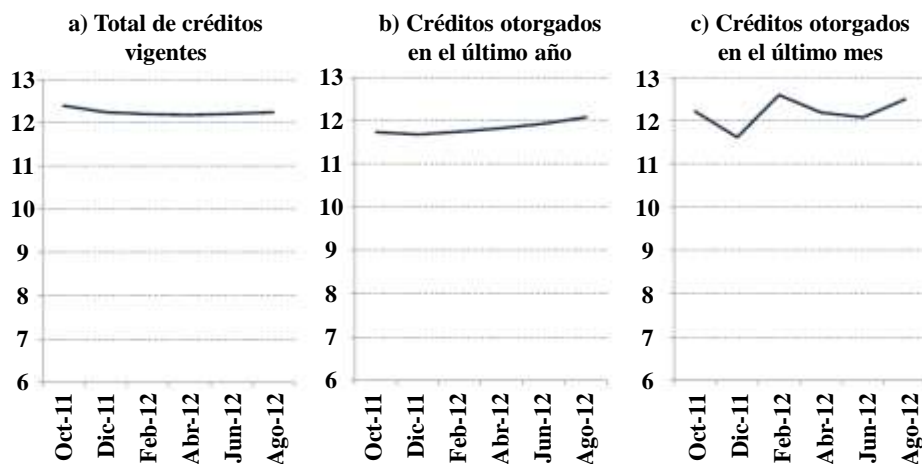 a) Total de créditos
vigentes
13
12
11
10
9
8
7
6
Oct-11
Dic-11
Feb-12
Abr-12
Jun-12
Ago-12
b) Créditos otorgados
en el último año
13
12
11
10
9
8
7
6
Oct-11
Dic-11
Feb-12
Abr-12
Jun-12
Ago-12
c) Créditos otorgados
en el último mes
13
12
11
10
9
8
7
6
Oct-11
Dic-11
Feb-12
Abr-12
Jun-12
Ago-12